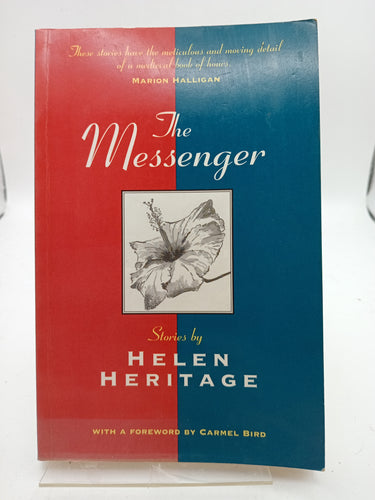 These stories have the meticulous and moving detail
of a medieval book of hours
MARION HALLIGAN
The
Messenger
Stories by
HELEN
HERITAGE
WITH A FOREWORD BY CARMEL BIRD